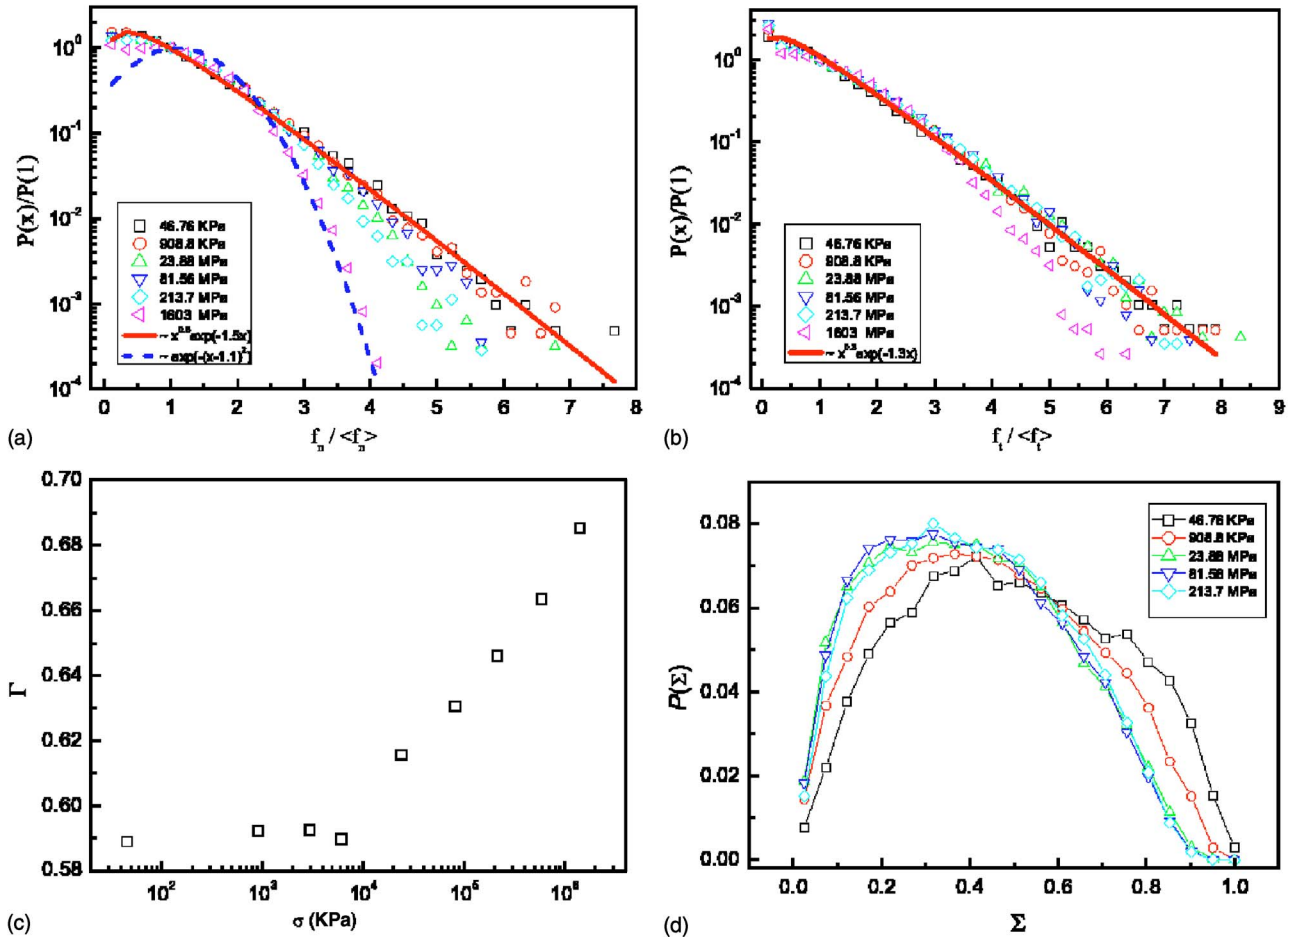 10^0
10^-1
10^-2
10^-3
10^-4
P(x)/P(1)
46.76 KPa
908.8 KPa
23.88 MPa
81.56 MPa
213.7 MPa
1603 MPa
0 1 2 3 4 5 6 7 8
f_n / <f_n>
(a)
10^0
10^-1
10^-2
10^-3
10^-4
P(x)/P(1)
46.76 KPa
908.8 KPa
23.88 MPa
81.56 MPa
213.7 MPa
1603 MPa
0 1 2 3 4 5 6 7 8 9
f_t / <f_t>
(b)
0.70
0.68
0.66
0.64
0.62
0.60
0.58
Γ
10^2 10^3 10^4 10^5 10^6
σ (KPa)
(c)
0.08
0.06
0.04
0.02
0.00
P(Σ)
46.76 KPa
908.8 KPa
23.88 MPa
81.56 MPa
213.7 MPa
0.0 0.2 0.4 0.6 0.8 1.0
Σ
(d)